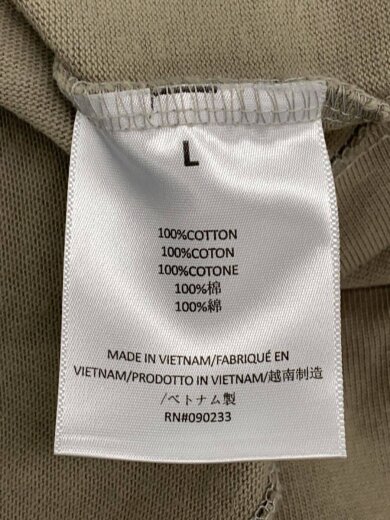 L
100%COTTON
100%COTON
100%COTONE
100%棉
100%綿
MADE IN VIETNAM/FABRIQUÉ EN
VIETNAM/PRODOTTO IN VIETNAM/越南制造
/ベトナム製
RN#090233